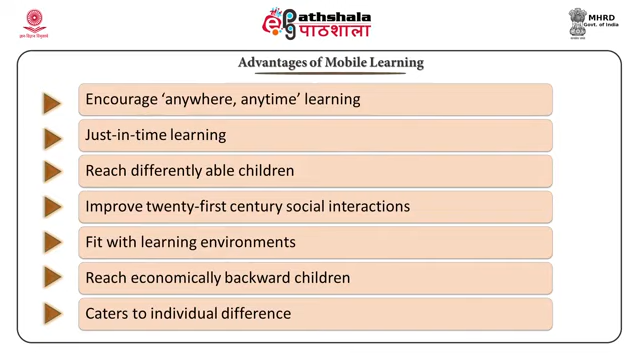 Pathshala
पाठशाला
MHRD
Govt. of India
Advantages of Mobile Learning
Encourage ‘anywhere, anytime’ learning
Just-in-time learning
Reach differently able children
Improve twenty-first century social interactions
Fit with learning environments
Reach economically backward children
Caters to individual difference